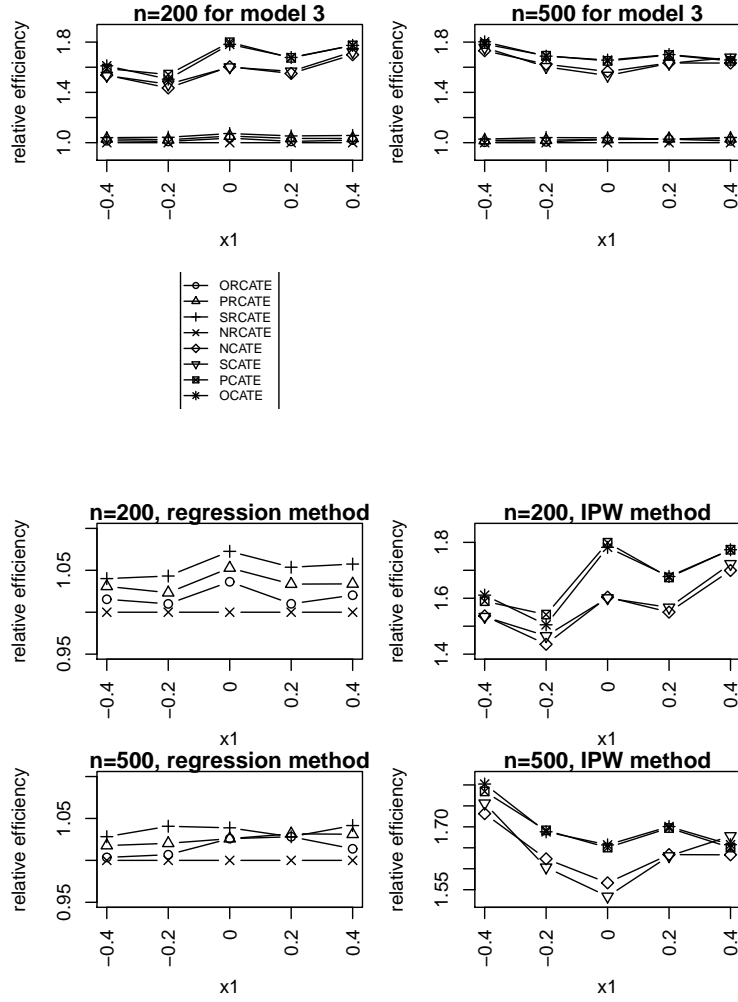 n=200 for model 3
relative efficiency
1.0 1.4 1.8
−0.4 −0.2 0 0.2 0.4
x1
n=500 for model 3
relative efficiency
1.0 1.4 1.8
−0.4 −0.2 0 0.2 0.4
x1
ORCATE
PRCATE
SRCATE
NRCATE
NCATE
SCATE
PCATE
OCATE
n=200, regression method
relative efficiency
0.95 1.05
−0.4 −0.2 0 0.2 0.4
x1
n=200, IPW method
relative efficiency
1.4 1.6 1.8
−0.4 −0.2 0 0.2 0.4
x1
n=500, regression method
relative efficiency
0.95 1.05
−0.4 −0.2 0 0.2 0.4
x1
n=500, IPW method
relative efficiency
1.55 1.70
−0.4 −0.2 0 0.2 0.4
x1